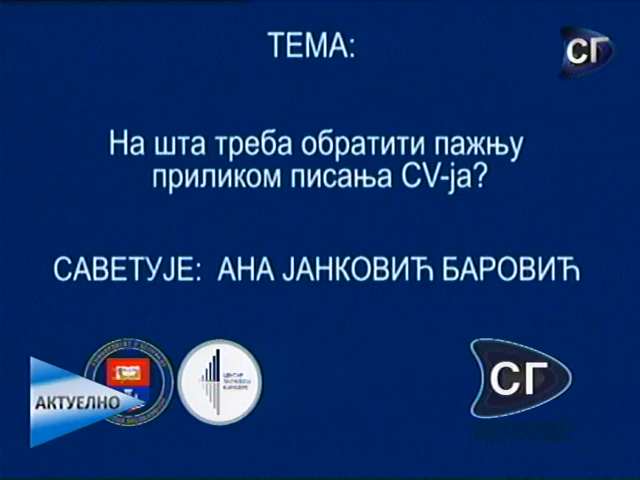 ТЕМА:
СГ
На шта треба обратити пажњу
приликом писања CV-ја?
САВЕТУЈЕ: АНА ЈАНКОВИЋ БАРОВИЋ
АКТУЕЛНО
СГ